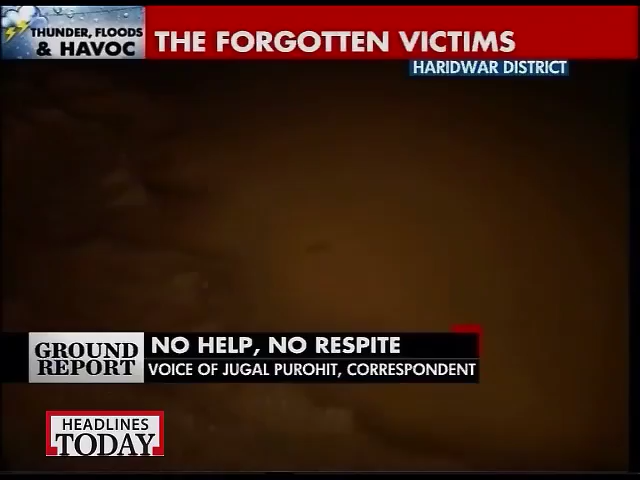 THUNDER, FLOODS
& HAVOC
THE FORGOTTEN VICTIMS
HARIDWAR DISTRICT
GROUND
REPORT
NO HELP, NO RESPITE
VOICE OF JUGAL PUROHIT, CORRESPONDENT
HEADLINES
TODAY